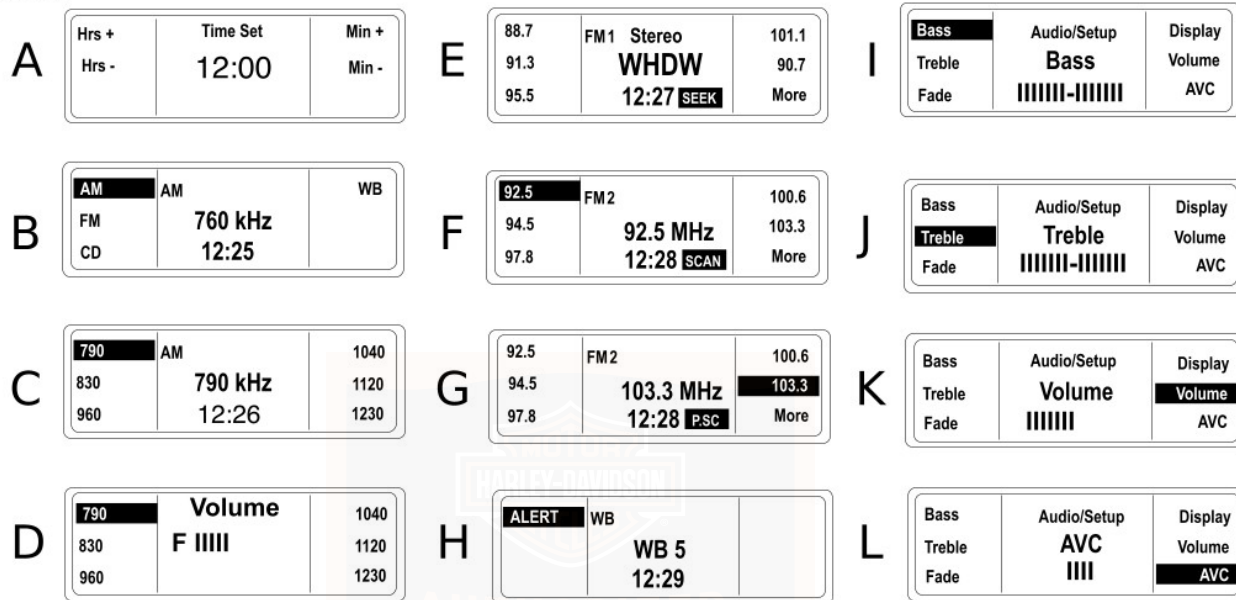 A
Hrs + Time Set Min +
Hrs - 12:00 Min -
B
AM AM WB
FM 760 kHz
CD 12:25
C
790 AM 1040
830 790 kHz 1120
960 12:26 1230
D
790 Volume 1040
830 F IIIII 1120
960 1230
E
88.7 FM1 Stereo 101.1
91.3 WHDW 90.7
95.5 12:27 SEEK More
F
92.5 FM2 100.6
94.5 92.5 MHz 103.3
97.8 12:28 SCAN More
G
92.5 FM2 100.6
94.5 103.3 MHz 103.3
97.8 12:28 P.SC More
H
ALERT WB
WB 5
12:29
MOTOR
HARLEY-DAVIDSON
I
Bass Audio/Setup Display
Treble Bass Volume
Fade IIIIIII-IIIIIII AVC
J
Bass Audio/Setup Display
Treble Treble Volume
Fade IIIIIII-IIIIIII AVC
K
Bass Audio/Setup Display
Treble Volume Volume
Fade IIIIIII AVC
L
Bass Audio/Setup Display
Treble AVC Volume
Fade IIII AVC